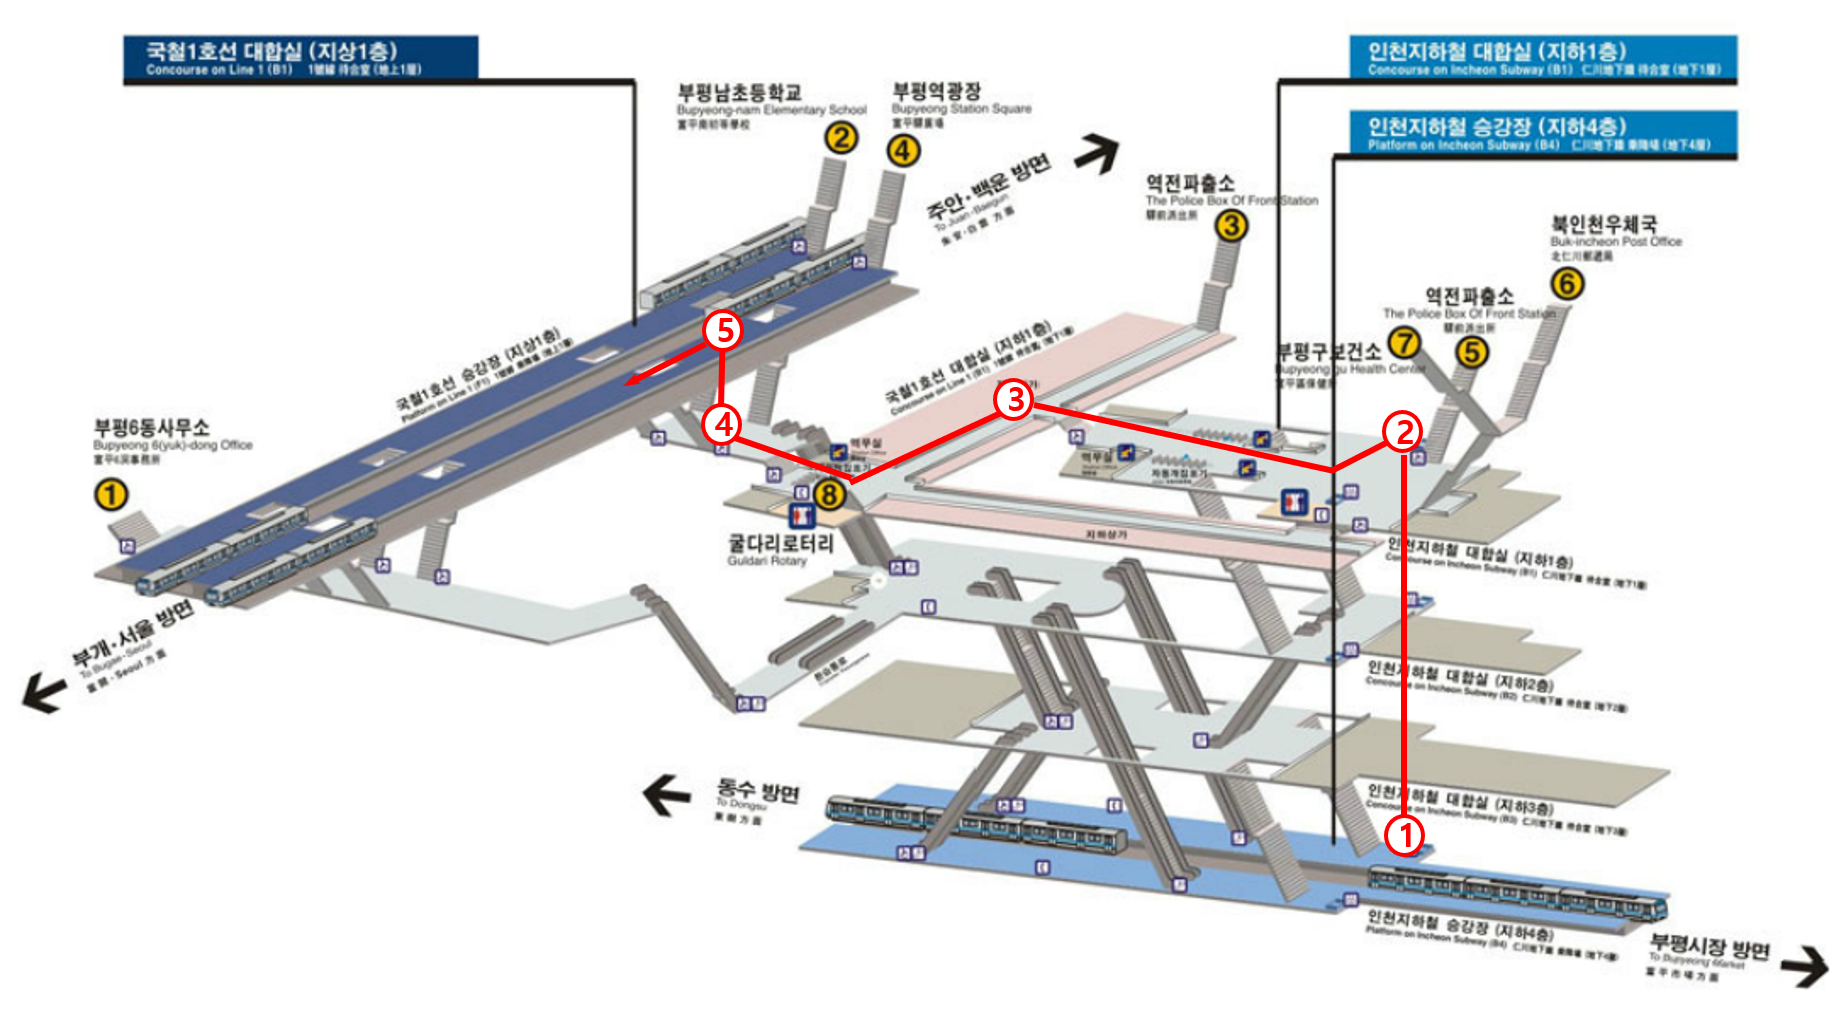 국철1호선 대합실 (지상1층)
Concourse on Line 1 (B1) 1號線 待合室 (地上1層)
인천지하철 대합실 (지하1층)
Concourse on Incheon Subway (B1) 仁川地下鐵 待合室 (地下1層)
인천지하철 승강장 (지하4층)
Platform on Incheon Subway (B4) 仁川地下鐵 乘降場 (地下4層)
부평남초등학교
Bupyeong-nam Elementary School
富平南初等學校
2
부평역광장
Bupyeong Station Square
富平驛廣場
4
주안·백운 방면
To Juan·Baegun
朱安·白雲 方面
역전파출소
The Police Box Of Front Station
驛前派出所
3
북인천우체국
Buk-incheon Post Office
北仁川郵遞局
6
역전파출소
The Police Box Of Front Station
驛前派出所
7
5
부평구보건소
Bupyeong-gu Health Center
富平區保健所
국철1호선 승강장 (지상1층)
Platform on Line 1 (F1) 1號線 乘降場 (地上1層)
국철1호선 대합실 (지하1층)
Concourse on Line 1 (B1) 1號線 待合室 (地下1層)
5
3
2
4
부평6동사무소
Bupyeong 6(yuk)-dong Office
富平6洞事務所
1
역무실
8
굴다리로터리
Guldari Rotary
역무실
자동개집표기
지하상가
인천지하철 대합실 (지하1층)
Concourse on Incheon Subway (B1) 仁川地下鐵 待合室 (地下1層)
부개·서울 방면
To Bugae·Seoul
富開·Seoul 方面
환승통로
인천지하철 대합실 (지하2층)
Concourse on Incheon Subway (B2) 仁川地下鐵 待合室 (地下2層)
동수 방면
To Dongsu
東樹 方面
인천지하철 대합실 (지하3층)
Concourse on Incheon Subway (B3) 仁川地下鐵 待合室 (地下3層)
1
인천지하철 승강장 (지하4층)
Platform on Incheon Subway (B4) 仁川地下鐵 乘降場 (地下4層)
부평시장 방면
To Bupyeong Market
富平市場方面